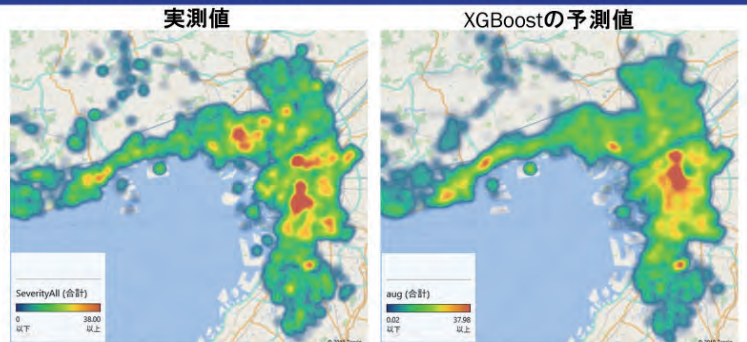 実測値
XGBoostの予測値
SeverityAll (合計)
0
38.00
以下
以上
aug (合計)
0.02
37.98
以下
以上